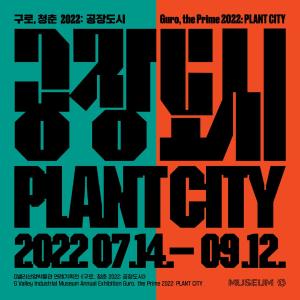 구로, 청춘 2022: 공장도시
Guro, the Prime 2022: PLANT CITY
공장도시
PLANT CITY
2022 07.14.– 09.12.
G밸리산업박물관 연례기획전 《구로, 청춘 2022: 공장도시》
G Valley Industrial Museum Annual Exhibition Guro, the Prime 2022: PLANT CITY
MUSEUM G